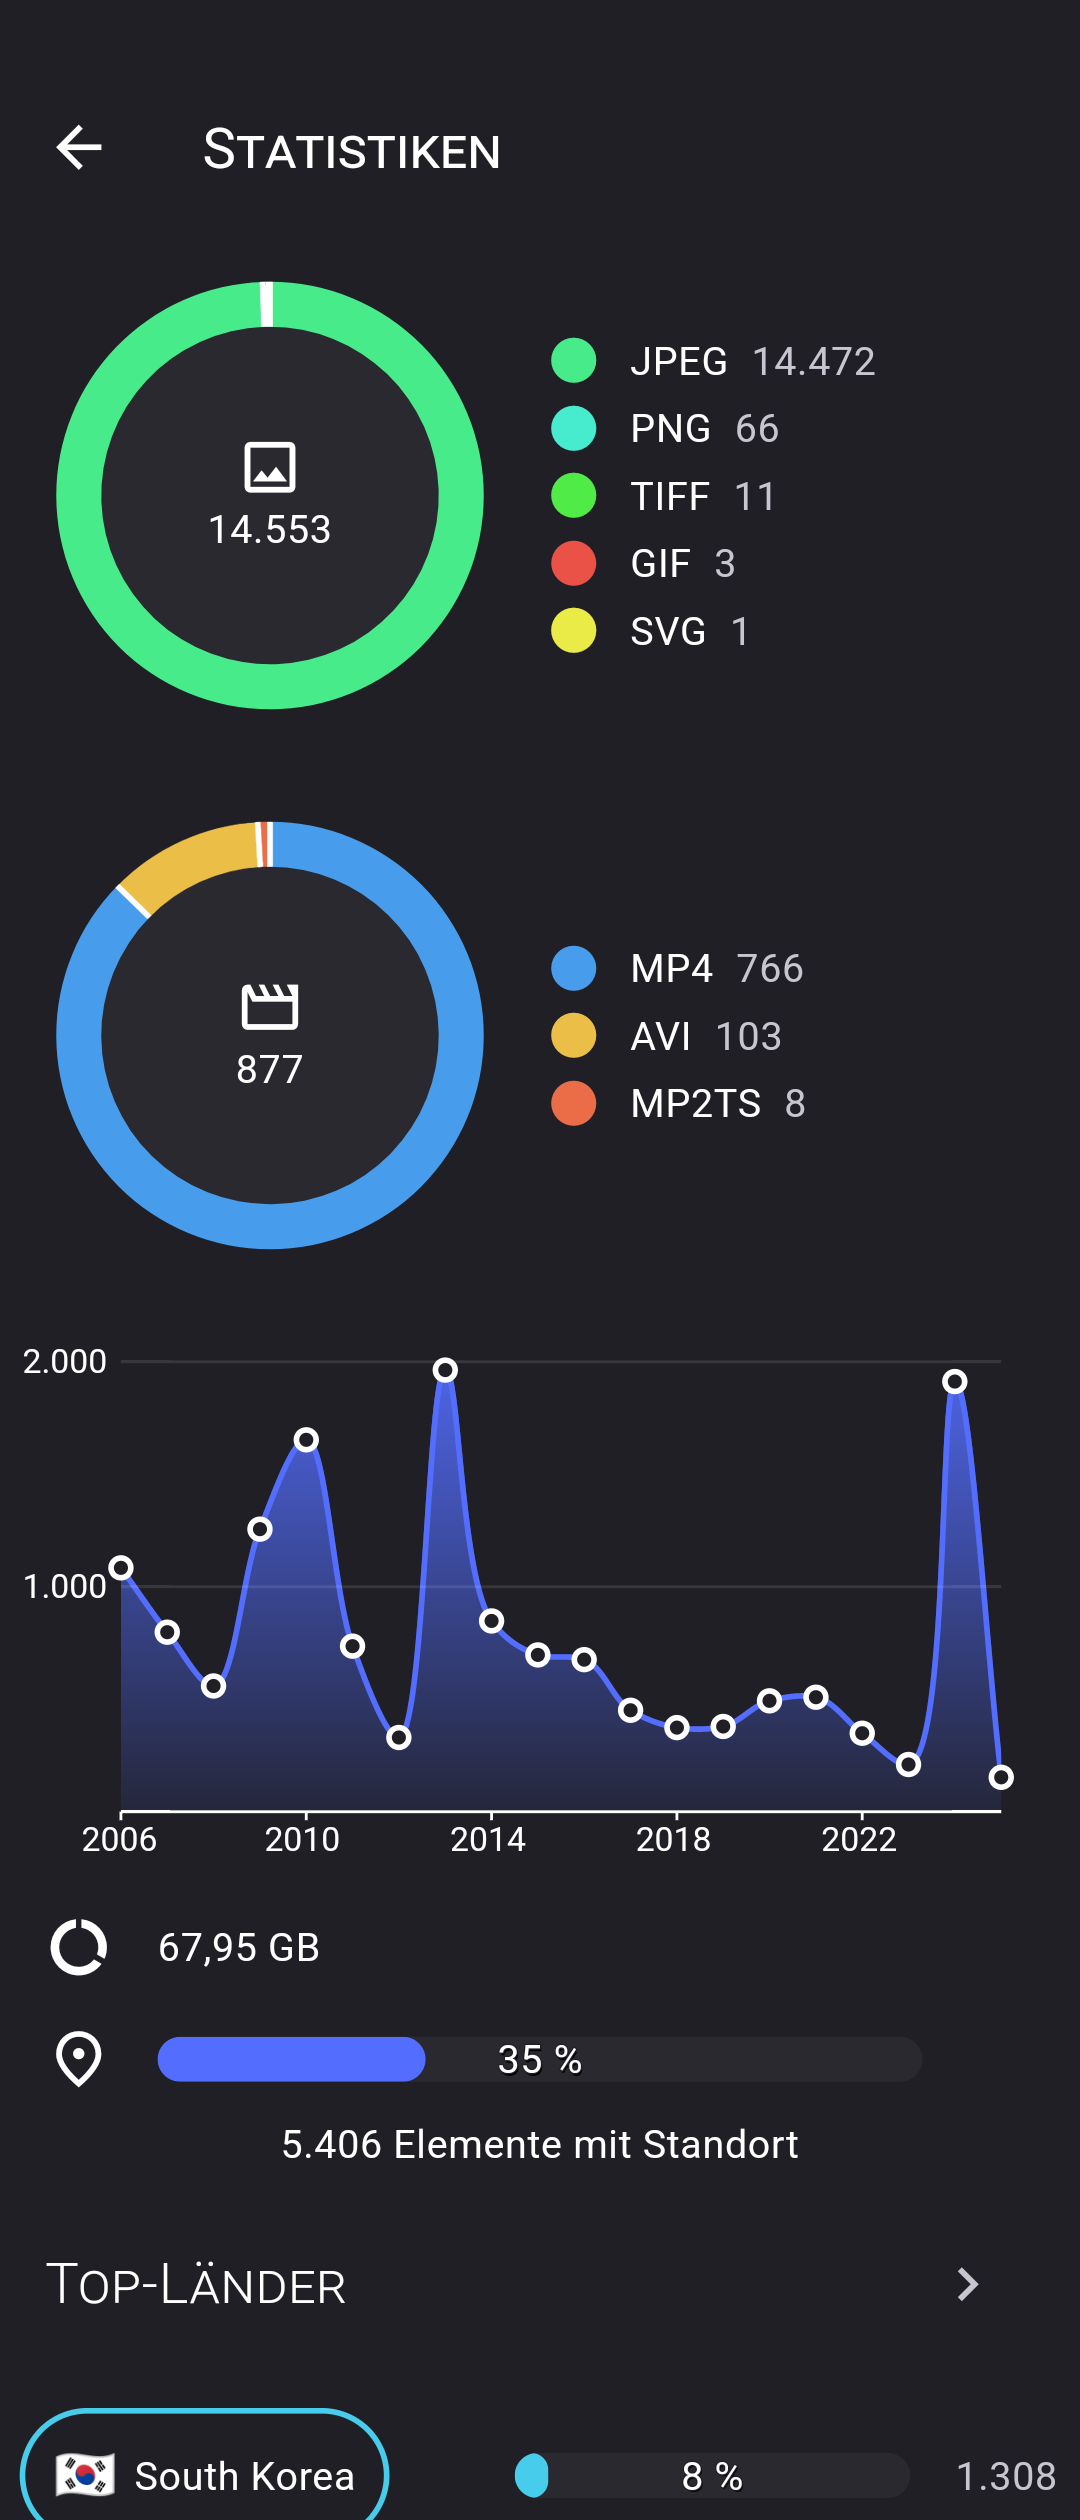 STATISTIKEN
14.553
JPEG 14.472
PNG 66
TIFF 11
GIF 3
SVG 1
877
MP4 766
AVI 103
MP2TS 8
2.000
1.000
2006 2010 2014 2018 2022
67,95 GB
35 %
5.406 Elemente mit Standort
TOP-LÄNDER
South Korea 8 % 1.308